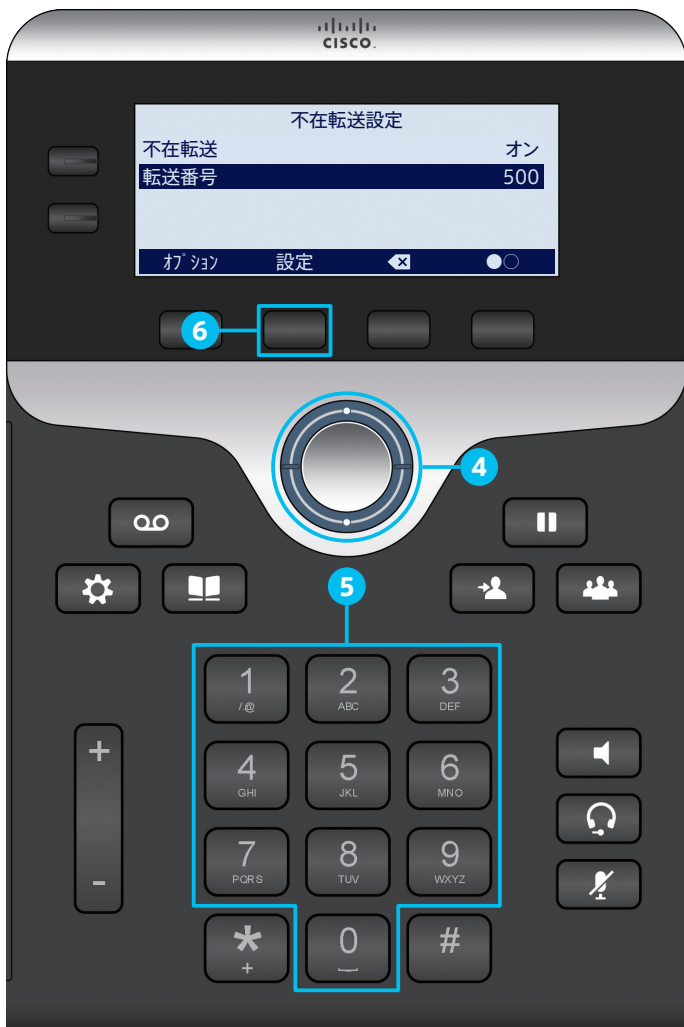 CISCO
不在転送設定
不在転送 オン
転送番号 500
ｵﾌﾟｼｮﾝ 設定
6
4
5
1 2 3
/.@ ABC DEF
4 5 6
GHI JKL MNO
7 8 9
PQRS TUV WXYZ
* 0 #
+
+
-